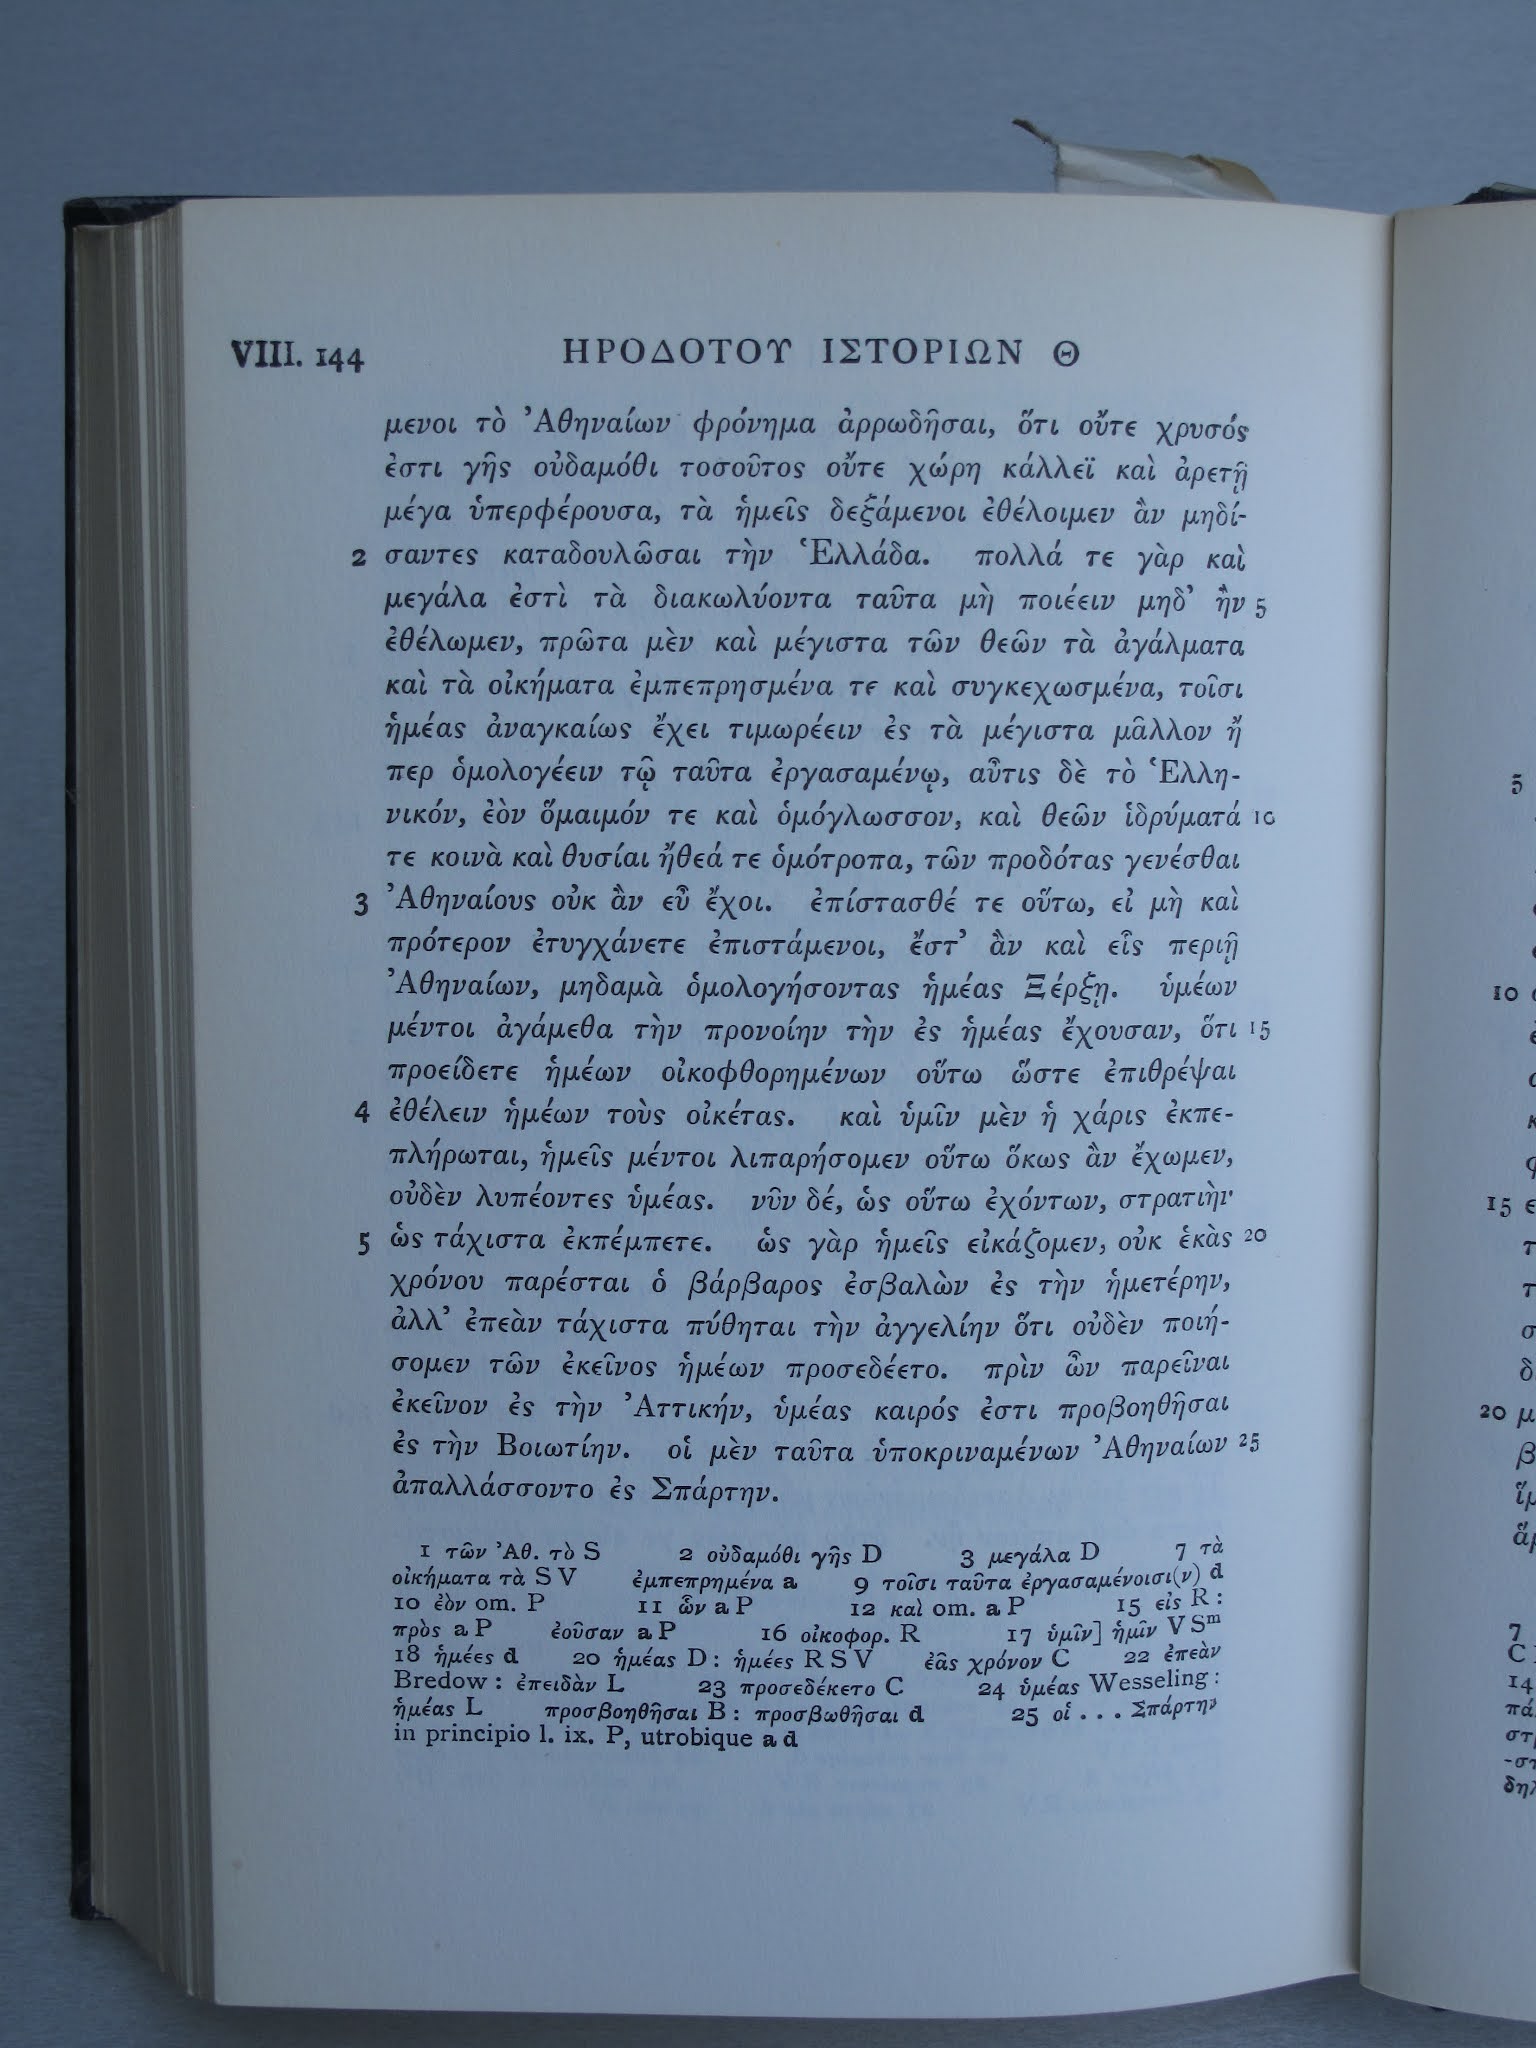 VIII. 144 ΗΡΟΔΟΤΟΥ ΙΣΤΟΡΙΩΝ Θ
μενοι τὸ Ἀθηναίων φρόνημα ἀρρωδῆσαι, ὅτι οὔτε χρυσός
ἐστι γῆς οὐδαμόθι τοσοῦτος οὔτε χώρη κάλλεϊ καὶ ἀρετῇ
μέγα ὑπερφέρουσα, τὰ ἡμεῖς δεξάμενοι ἐθέλοιμεν ἂν μηδί-
2 σαντες καταδουλῶσαι τὴν Ἑλλάδα. πολλά τε γὰρ καὶ
μεγάλα ἐστὶ τὰ διακωλύοντα ταῦτα μὴ ποιέειν μηδ' ἢν 5
ἐθέλωμεν, πρῶτα μὲν καὶ μέγιστα τῶν θεῶν τὰ ἀγάλματα
καὶ τὰ οἰκήματα ἐμπεπρησμένα τε καὶ συγκεχωσμένα, τοῖσι
ἡμέας ἀναγκαίως ἔχει τιμωρέειν ἐς τὰ μέγιστα μᾶλλον ἤ
περ ὁμολογέειν τῷ ταῦτα ἐργασαμένῳ, αὖτις δὲ τὸ Ἑλλη-
νικόν, ἐὸν ὅμαιμόν τε καὶ ὁμόγλωσσον, καὶ θεῶν ἱδρύματά 10
τε κοινὰ καὶ θυσίαι ἤθεά τε ὁμότροπα, τῶν προδότας γενέσθαι
3 Ἀθηναίους οὐκ ἂν εὖ ἔχοι. ἐπίστασθέ τε οὕτω, εἰ μὴ καὶ
πρότερον ἐτυγχάνετε ἐπιστάμενοι, ἔστ' ἂν καὶ εἷς περιῇ
Ἀθηναίων, μηδαμὰ ὁμολογήσοντας ἡμέας Ξέρξῃ. ὑμέων
μέντοι ἀγάμεθα τὴν προνοίην τὴν ἐς ἡμέας ἔχουσαν, ὅτι 15
προείδετε ἡμέων οἰκοφθορημένων οὕτω ὥστε ἐπιθρέψαι
4 ἐθέλειν ἡμέων τοὺς οἰκέτας. καὶ ὑμῖν μὲν ἡ χάρις ἐκπε-
πλήρωται, ἡμεῖς μέντοι λιπαρήσομεν οὕτω ὅκως ἂν ἔχωμεν,
οὐδὲν λυπέοντες ὑμέας. νῦν δέ, ὡς οὕτω ἐχόντων, στρατιὴν
5 ὡς τάχιστα ἐκπέμπετε. ὡς γὰρ ἡμεῖς εἰκάζομεν, οὐκ ἑκὰς 20
χρόνου παρέσται ὁ βάρβαρος ἐσβαλὼν ἐς τὴν ἡμετέρην,
ἀλλ' ἐπεὰν τάχιστα πύθηται τὴν ἀγγελίην ὅτι οὐδὲν ποιή-
σομεν τῶν ἐκεῖνος ἡμέων προσεδέετο. πρὶν ὦν παρεῖναι
ἐκεῖνον ἐς τὴν Ἀττικήν, ὑμέας καιρός ἐστι προβοηθῆσαι
ἐς τὴν Βοιωτίην. οἱ μὲν ταῦτα ὑποκριναμένων Ἀθηναίων 25
ἀπαλλάσσοντο ἐς Σπάρτην.
1 τῶν Ἀθ. τὸ S 2 οὐδαμόθι γῆς D 3 μεγάλα D 7 τὰ
οἰκήματα τὰ S V ἐμπεπρημένα a 9 τοῖσι ταῦτα ἐργασαμένοισι(ν) d
10 ἐὸν om. P 11 ὧν a P 12 καὶ om. a P 15 εἰς R :
πρὸς a P ἐοῦσαν a P 16 οἰκοφορ. R 17 ὑμῖν] ἡμῖν V Sᵐ
18 ἡμέες d 20 ἡμέας D : ἡμέες R S V ἐᾶς χρόνον C 22 ἐπεὰν
Bredow : ἐπειδὰν L 23 προσεδέκετο C 24 ὑμέας Wesseling :
ἡμέας L προσβοηθῆσαι B : προσβωθῆσαι d 25 οἱ . . . Σπάρτην
in principio l. ix. P, utrobique a d
5
10
15
20
7
14